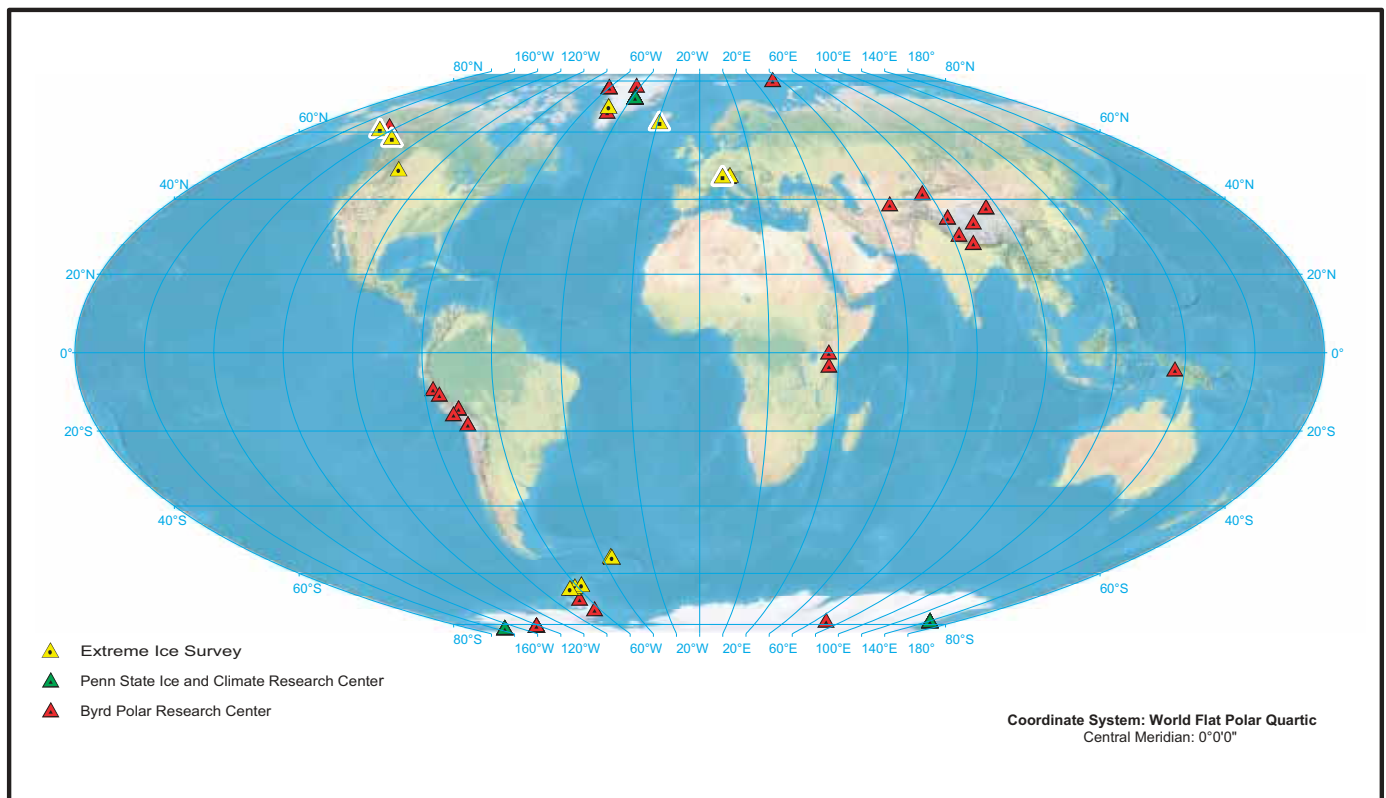 160°W 120°W 60°W 20°W 20°E 60°E 100°E 140°E 180°
80°N 80°N
60°N 60°N
40°N 40°N
20°N 20°N
0° 0°
20°S 20°S
40°S 40°S
60°S 60°S
80°S 80°S
160°W 120°W 60°W 20°W 20°E 60°E 100°E 140°E 180°
Extreme Ice Survey
Penn State Ice and Climate Research Center
Byrd Polar Research Center
Coordinate System: World Flat Polar Quartic
Central Meridian: 0°0'0"